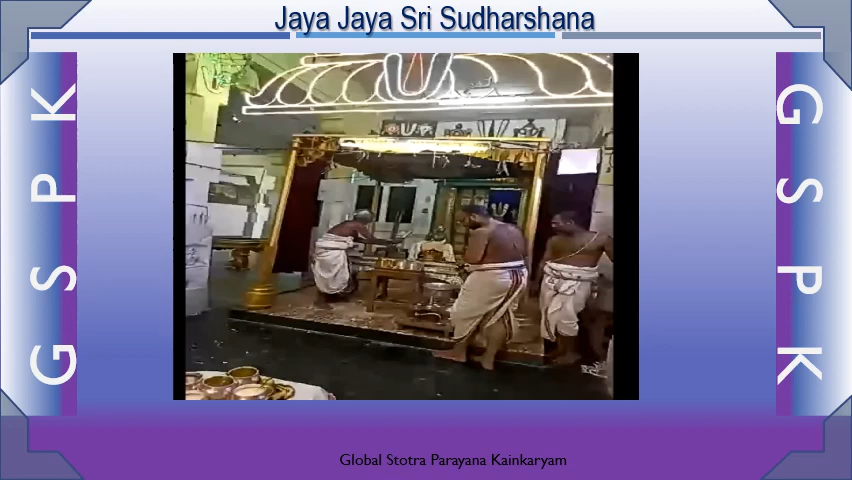 Jaya Jaya Sri Sudharshana
G S P K
G S P K
Global Stotra Parayana Kainkaryam